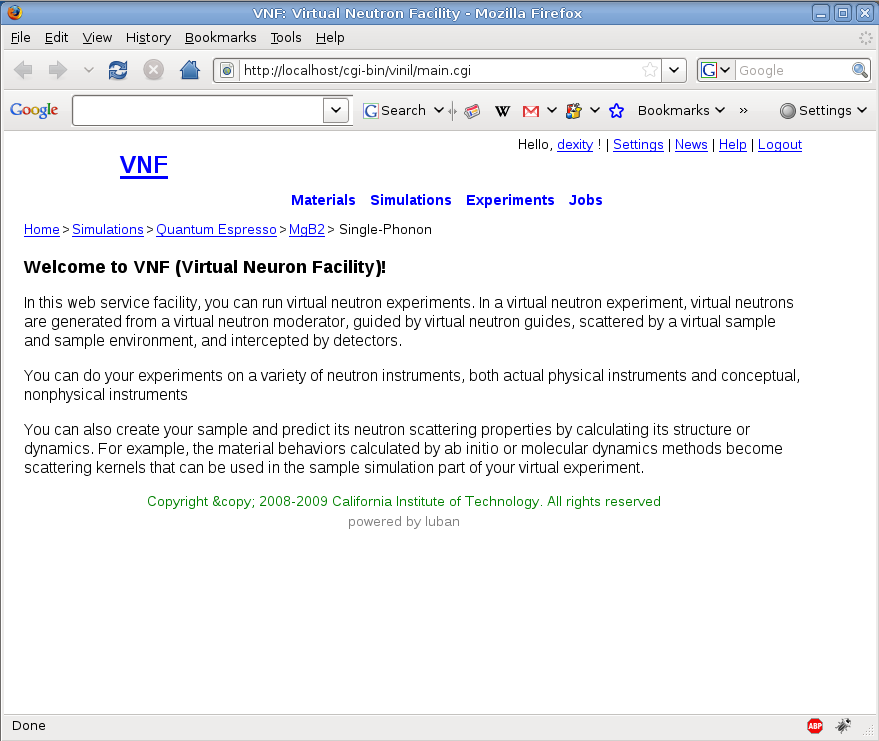 VNF: Virtual Neutron Facility - Mozilla Firefox
File Edit View History Bookmarks Tools Help
http://localhost/cgi-bin/vinil/main.cgi
G Google
Google G Search W M Bookmarks » Settings
Hello, dexity ! | Settings | News | Help | Logout
VNF
Materials Simulations Experiments Jobs
Home > Simulations > Quantum Espresso > MgB2 > Single-Phonon
Welcome to VNF (Virtual Neuron Facility)!
In this web service facility, you can run virtual neutron experiments. In a virtual neutron experiment, virtual neutrons
are generated from a virtual neutron moderator, guided by virtual neutron guides, scattered by a virtual sample
and sample environment, and intercepted by detectors.
You can do your experiments on a variety of neutron instruments, both actual physical instruments and conceptual,
nonphysical instruments
You can also create your sample and predict its neutron scattering properties by calculating its structure or
dynamics. For example, the material behaviors calculated by ab initio or molecular dynamics methods become
scattering kernels that can be used in the sample simulation part of your virtual experiment.
Copyright &copy; 2008-2009 California Institute of Technology. All rights reserved
powered by luban
Done ABP